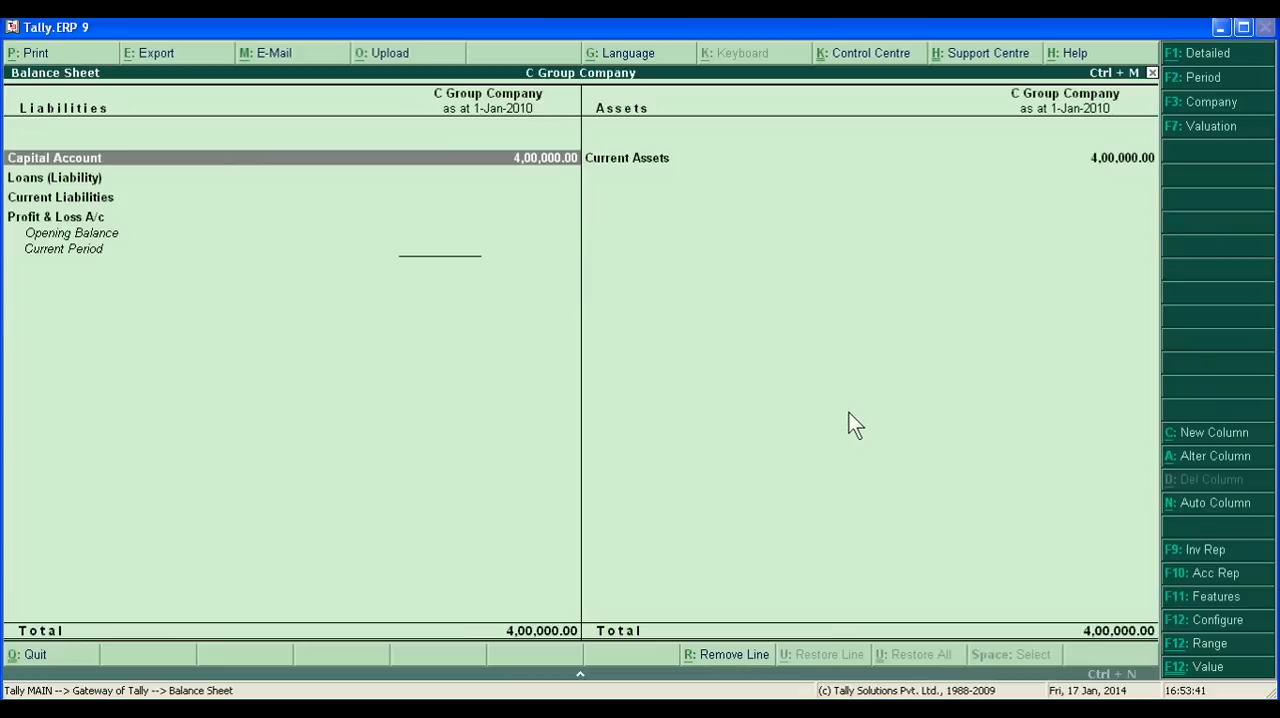 Tally.ERP 9
P: Print E: Export M: E-Mail O: Upload G: Language K: Keyboard K: Control Centre H: Support Centre H: Help
Balance Sheet C Group Company Ctrl + M
Liabilities C Group Company as at 1-Jan-2010 Assets C Group Company as at 1-Jan-2010
Capital Account 4,00,000.00 Current Assets 4,00,000.00
Loans (Liability)
Current Liabilities
Profit & Loss A/c
Opening Balance
Current Period
Total 4,00,000.00 Total 4,00,000.00
Q: Quit R: Remove Line U: Restore Line U: Restore All Space: Select
Ctrl + N
Tally MAIN --> Gateway of Tally --> Balance Sheet (c) Tally Solutions Pvt. Ltd., 1988-2009 Fri, 17 Jan, 2014 16:53:41
F1: Detailed
F2: Period
F3: Company
F7: Valuation
C: New Column
A: Alter Column
D: Del Column
N: Auto Column
F9: Inv Rep
F10: Acc Rep
F11: Features
F12: Configure
F12: Range
F12: Value